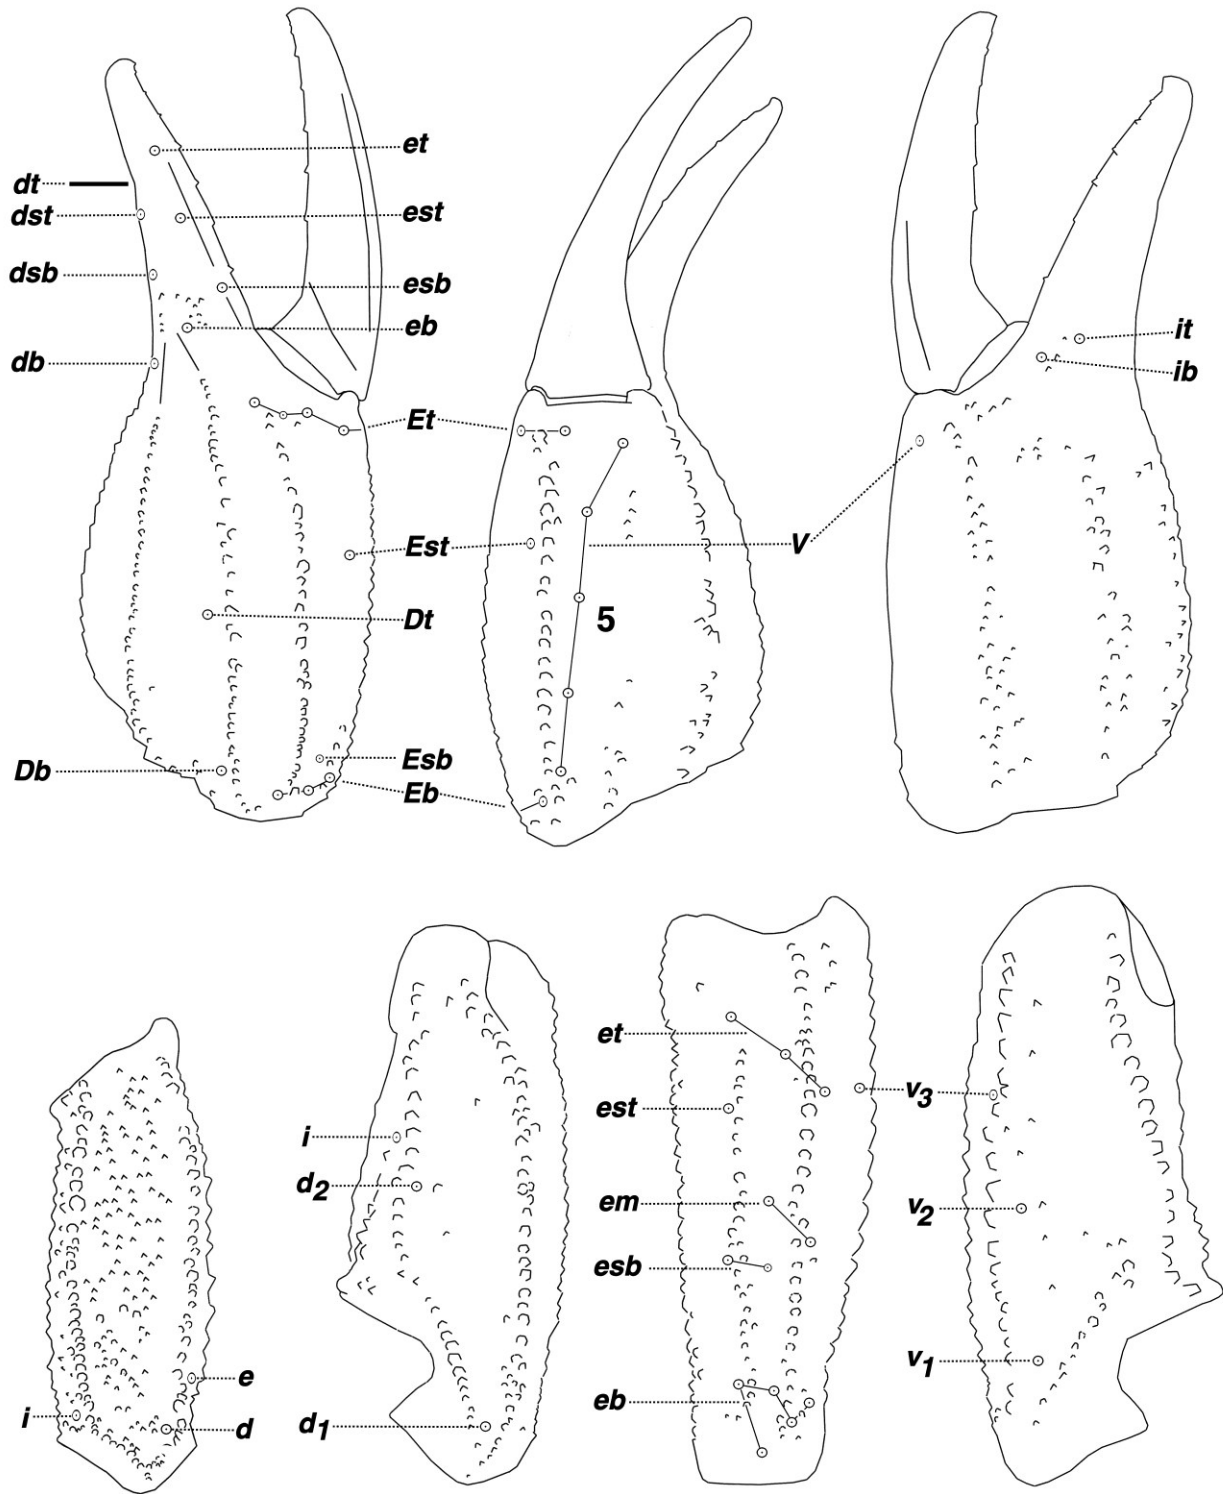 et
dt
dst est
dsb esb
eb
db
it
ib
Et
Est V
Dt 5
Db Esb
Eb
et
est v3
i
d2 em v2
esb
e v1
i d d1 eb